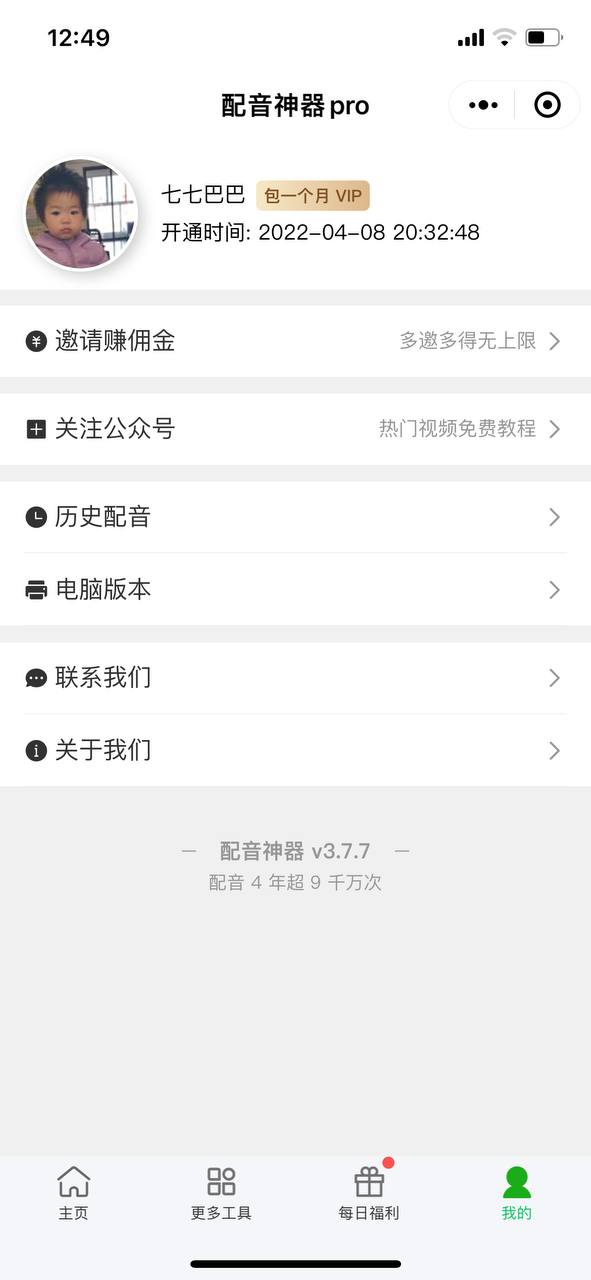 12:49
配音神器pro
七七巴巴 包一个月 VIP
开通时间: 2022-04-08 20:32:48
邀请赚佣金 多邀多得无上限
关注公众号 热门视频免费教程
历史配音
电脑版本
联系我们
关于我们
配音神器 v3.7.7
配音 4 年超 9 千万次
主页 更多工具 每日福利 我的